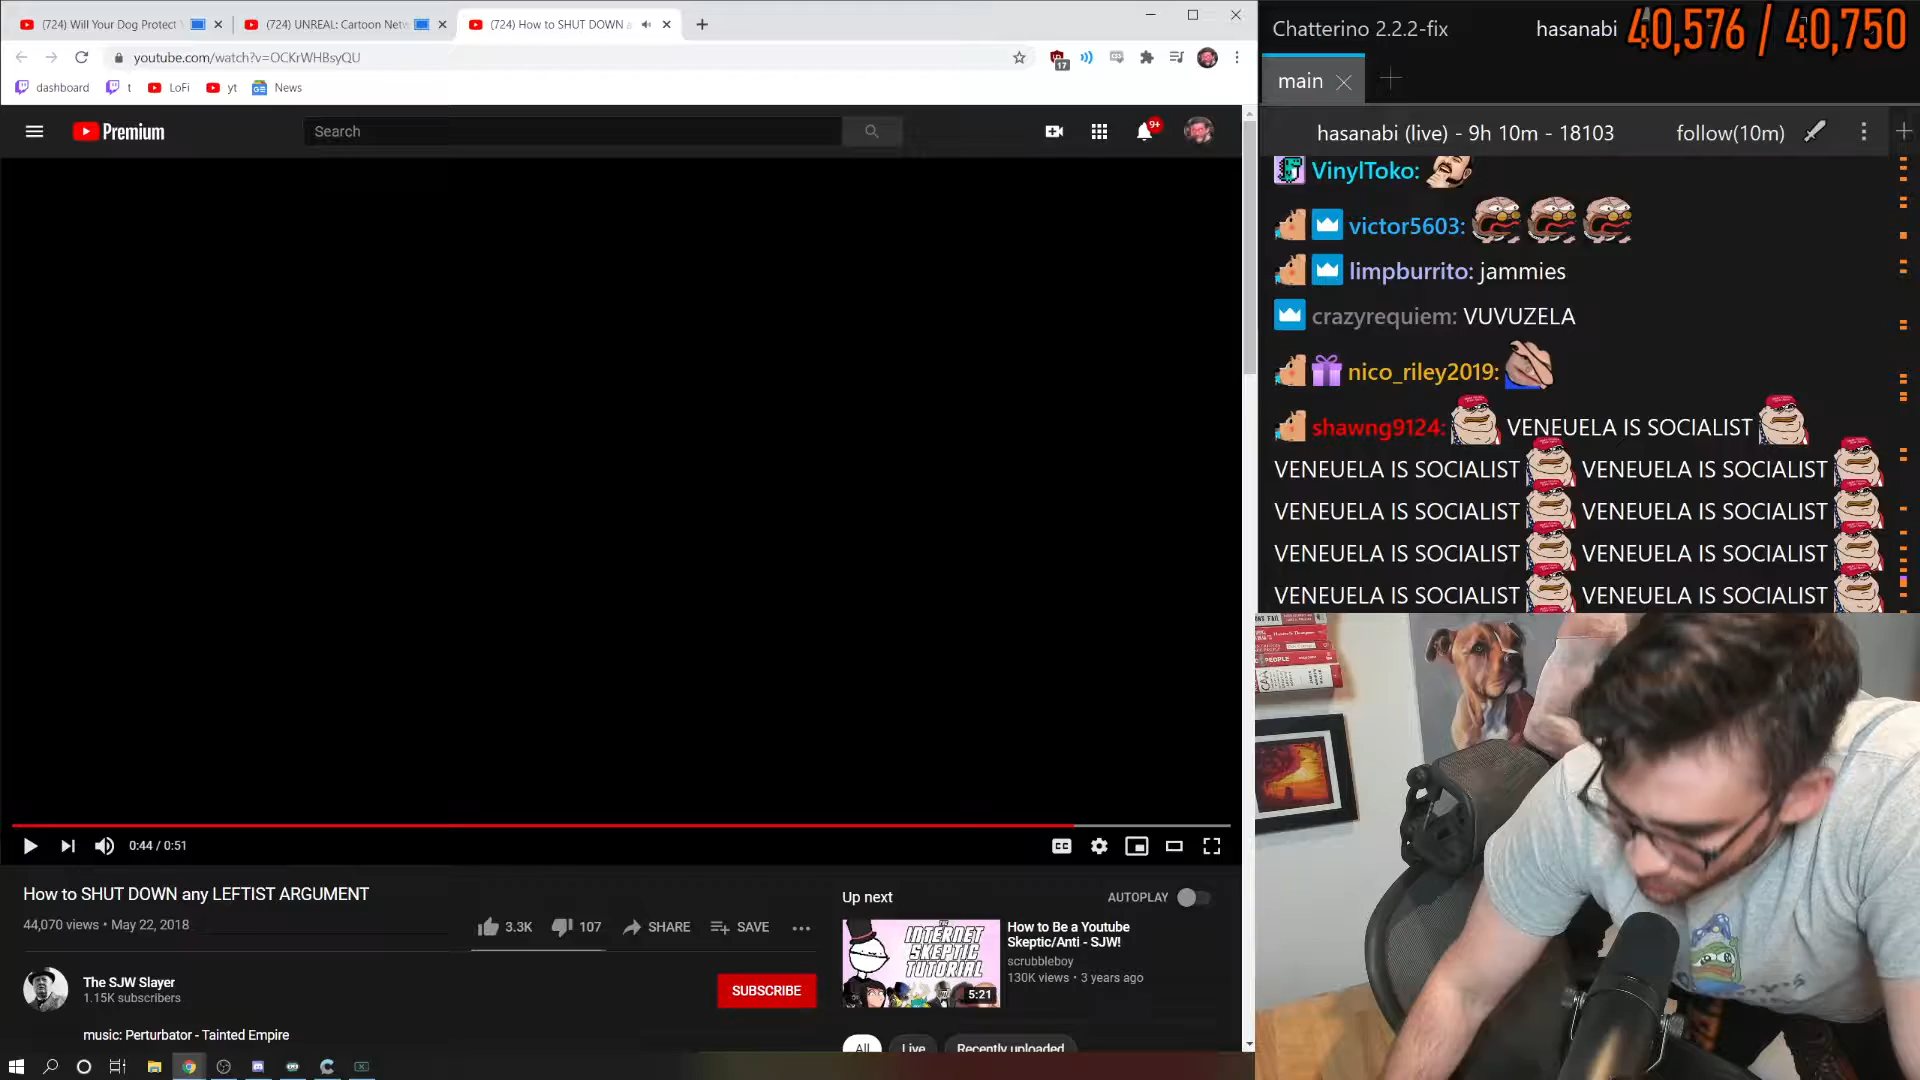 (724) Will Your Dog Protect
(724) UNREAL: Cartoon Netw
(724) How to SHUT DOWN a
youtube.com/watch?v=OCKrWHBsyQU
17
dashboard
t
LoFi
yt
News
Premium
Search
9+
0:44 / 0:51
CC
How to SHUT DOWN any LEFTIST ARGUMENT
44,070 views • May 22, 2018
3.3K
107
SHARE
SAVE
The SJW Slayer
1.15K subscribers
SUBSCRIBE
music: Perturbator - Tainted Empire
Up next
AUTOPLAY
INTERNET
SKEPTIC
TUTORIAL
5:21
How to Be a Youtube
Skeptic/Anti - SJW!
scrubbleboy
130K views • 3 years ago
All
Live
Recently uploaded
Chatterino 2.2.2-fix
hasanabi
40,576 / 40,750
main
hasanabi (live) - 9h 10m - 18103
follow(10m)
VinylToko:
victor5603:
limpburrito: jammies
crazyrequiem: VUVUZELA
nico_riley2019:
shawng9124: VENEUELA IS SOCIALIST
VENEUELA IS SOCIALIST VENEUELA IS SOCIALIST
VENEUELA IS SOCIALIST VENEUELA IS SOCIALIST
VENEUELA IS SOCIALIST VENEUELA IS SOCIALIST
VENEUELA IS SOCIALIST VENEUELA IS SOCIALIST
PEOPLE